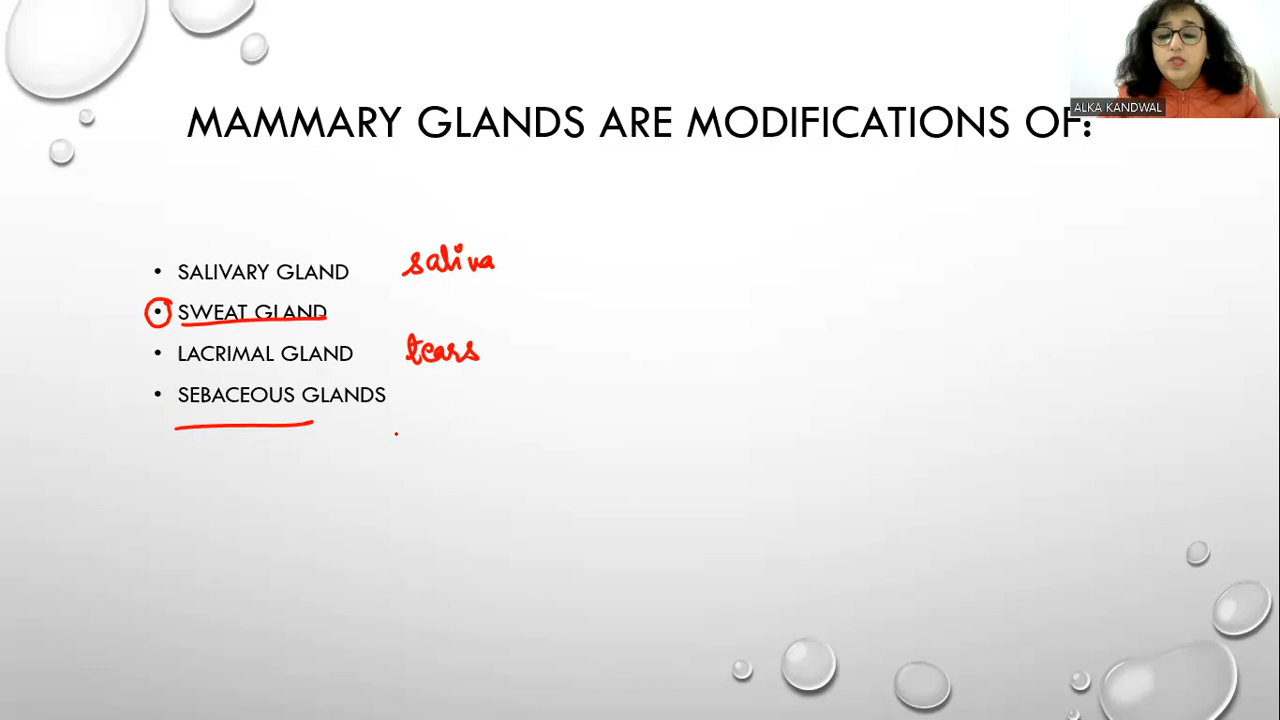 ALKA KANDWAL
MAMMARY GLANDS ARE MODIFICATIONS OF:
• SALIVARY GLAND saliva
• SWEAT GLAND
• LACRIMAL GLAND tears
• SEBACEOUS GLANDS